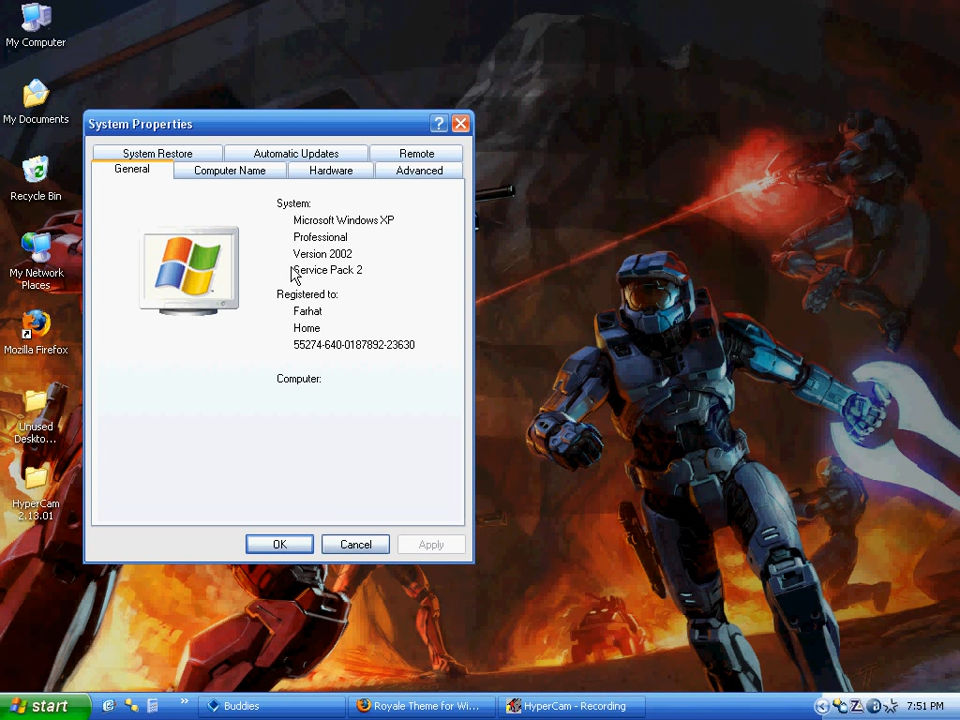 My Computer
My Documents
Recycle Bin
My Network
Places
Mozilla Firefox
Unused
Deskto...
HyperCam
2.13.01
System Properties
System Restore
Automatic Updates
Remote
General
Computer Name
Hardware
Advanced
System:
Microsoft Windows XP
Professional
Version 2002
Service Pack 2
Registered to:
Farhat
Home
55274-640-0187892-23630
Computer:
OK
Cancel
Apply
start
Buddies
Royale Theme for Wi...
HyperCam - Recording
7:51 PM